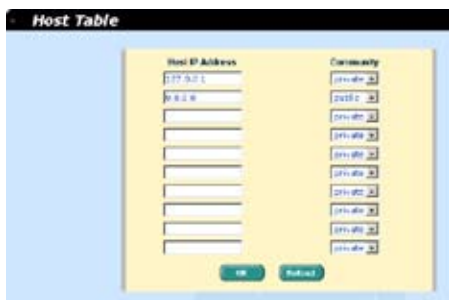 Host Table
Host IP Address Community
127.0.0.1 private
0.0.0.0 public
private
private
private
private
private
private
private
private
OK Refresh